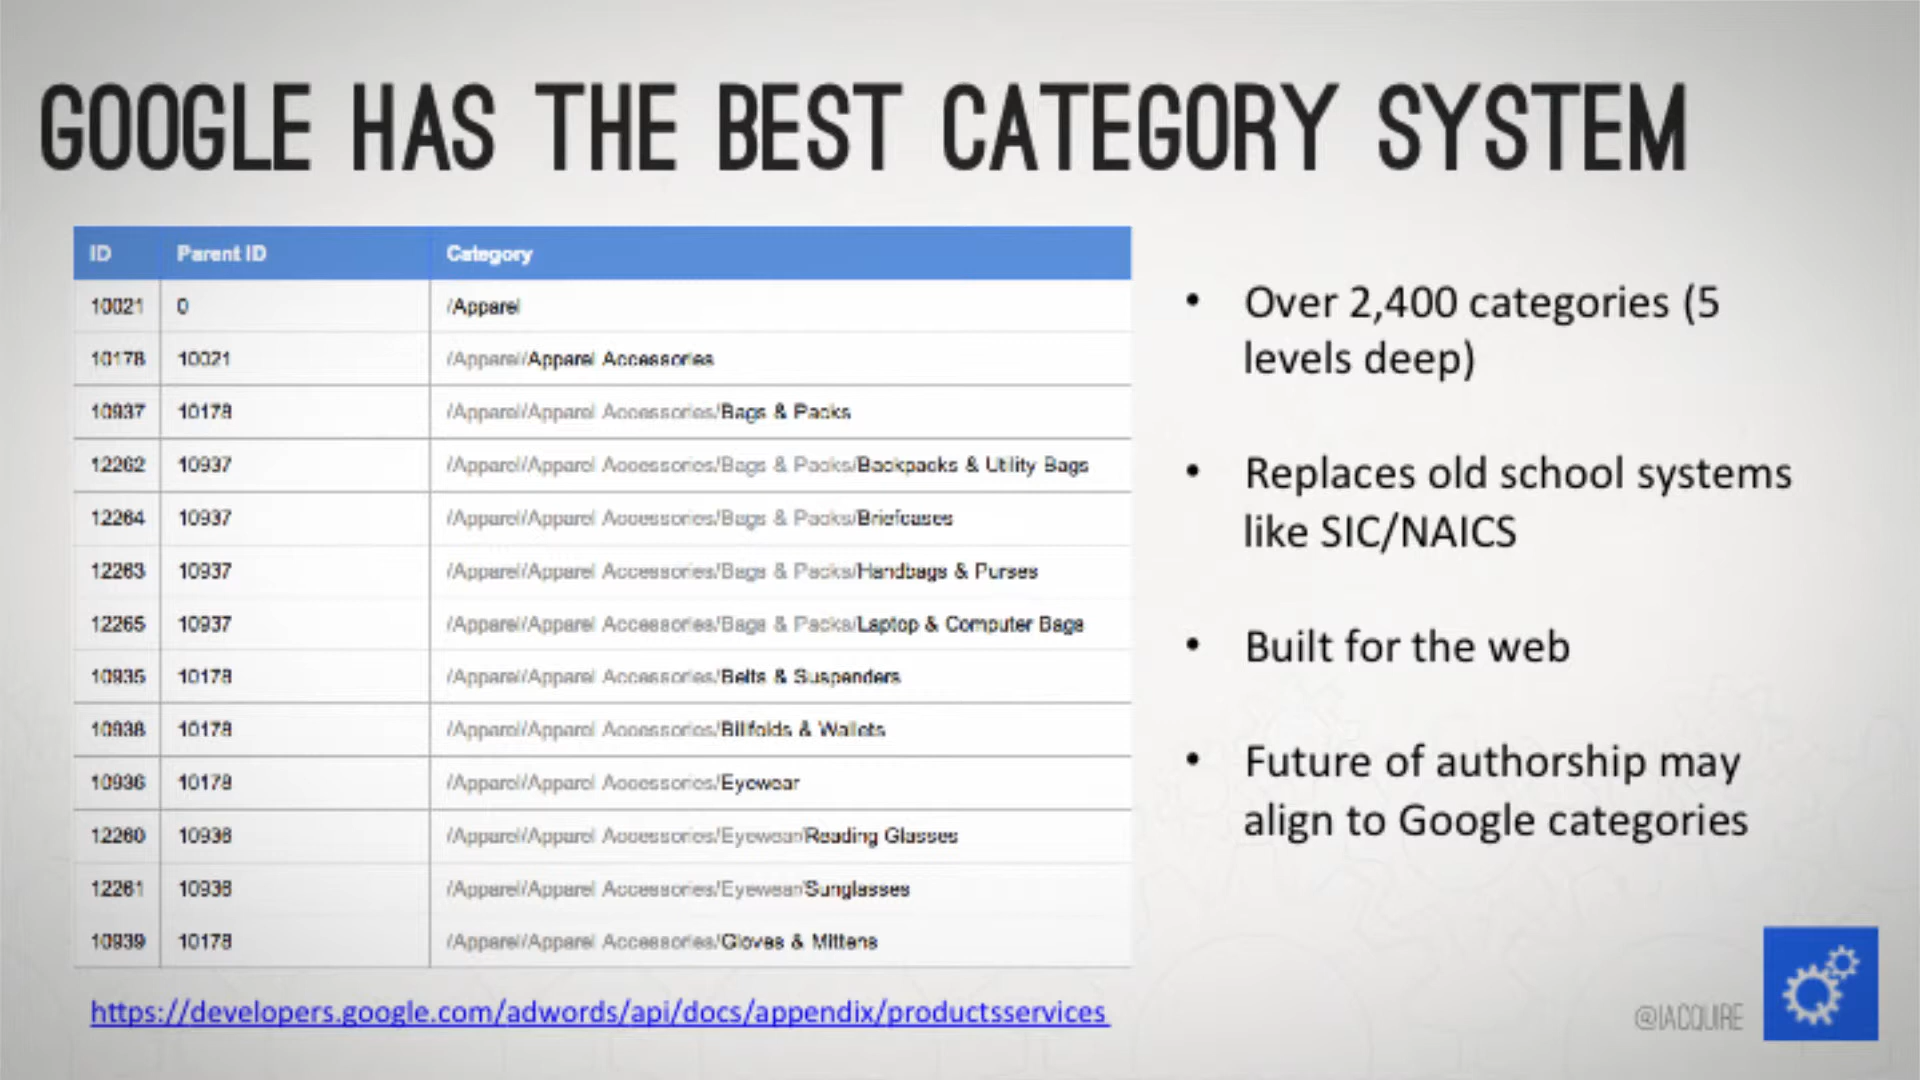 GOOGLE HAS THE BEST CATEGORY SYSTEM
ID Parent ID Category
10021 0 /Apparel
10178 10021 /Apparel/Apparel Accessories
10937 10178 /Apparel/Apparel Accessories/Bags & Packs
12262 10937 /Apparel/Apparel Accessories/Bags & Packs/Backpacks & Utility Bags
12264 10937 /Apparel/Apparel Accessories/Bags & Packs/Briefcases
12263 10937 /Apparel/Apparel Accessories/Bags & Packs/Handbags & Purses
12265 10937 /Apparel/Apparel Accessories/Bags & Packs/Laptop & Computer Bags
10935 10178 /Apparel/Apparel Accessories/Belts & Suspenders
10938 10178 /Apparel/Apparel Accessories/Billfolds & Wallets
10936 10178 /Apparel/Apparel Accessories/Eyewear
12260 10936 /Apparel/Apparel Accessories/Eyewear/Reading Glasses
12261 10936 /Apparel/Apparel Accessories/Eyewear/Sunglasses
10939 10178 /Apparel/Apparel Accessories/Gloves & Mittens
https://developers.google.com/adwords/api/docs/appendix/productsservices
• Over 2,400 categories (5
levels deep)
• Replaces old school systems
like SIC/NAICS
• Built for the web
• Future of authorship may
align to Google categories
@IACQUIRE